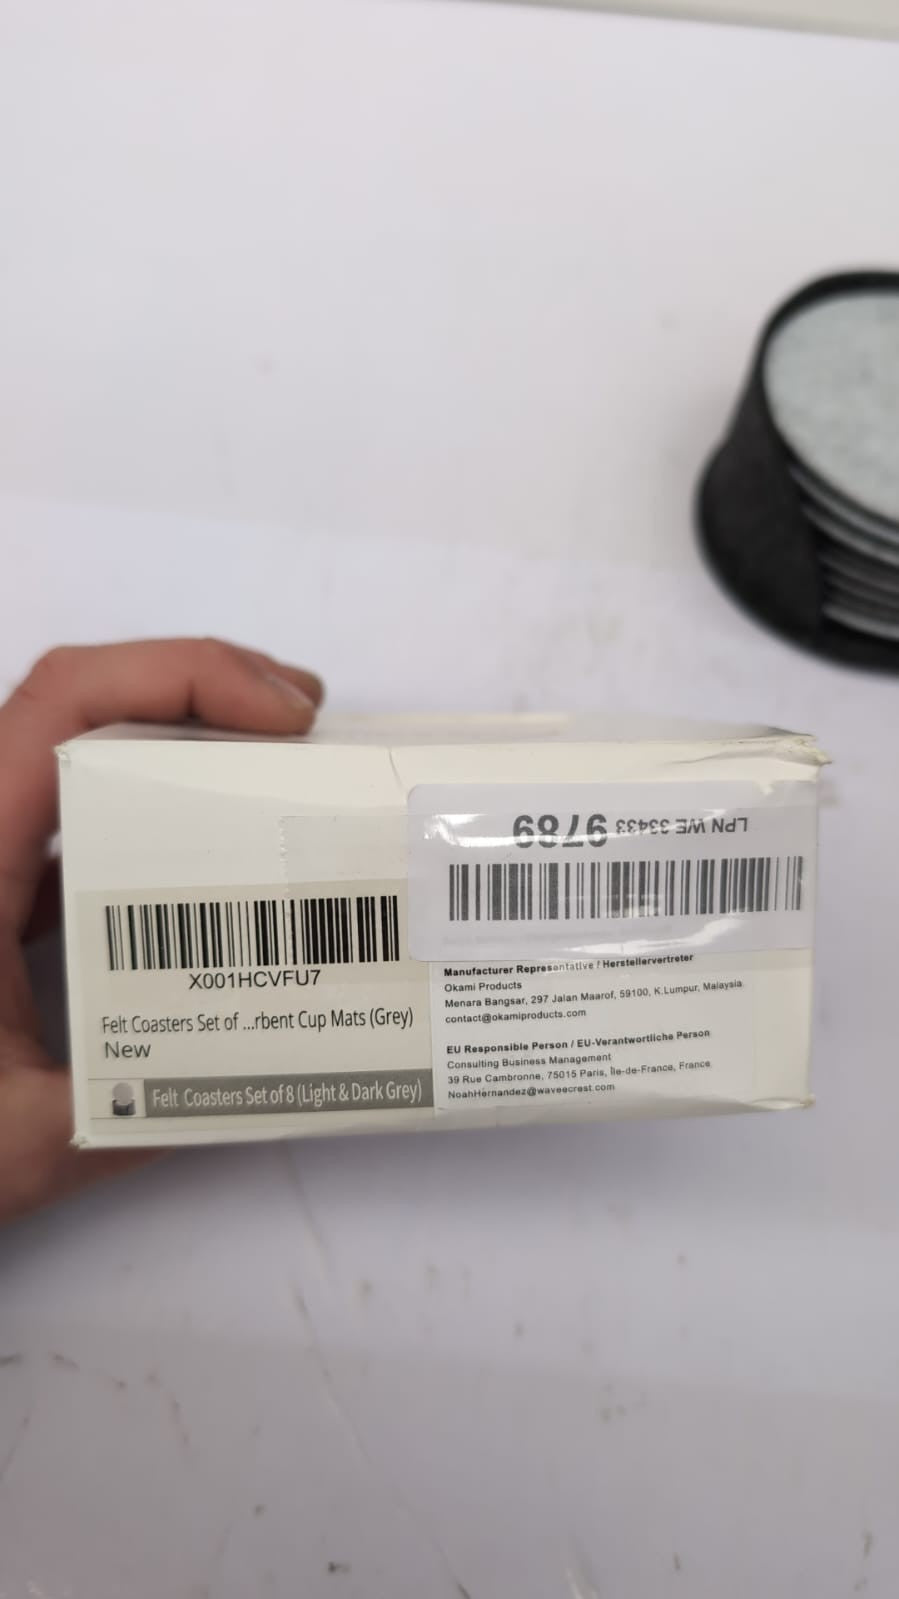 LPN WE 33433 9789
X001HCVFU7
Felt Coasters Set of ...rbent Cup Mats (Grey)
New
Felt Coasters Set of 8 (Light & Dark Grey)
Manufacturer Representative / Herstellervertreter
Okami Products
Menara Bangsar, 297 Jalan Maarof, 59100, K.Lumpur, Malaysia
contact@okamiproducts.com
EU Responsible Person / EU-Verantwortliche Person
Consulting Business Management
39 Rue Cambronne, 75015 Paris, Île-de-France, France
NoahHernandez@waveecrest.com